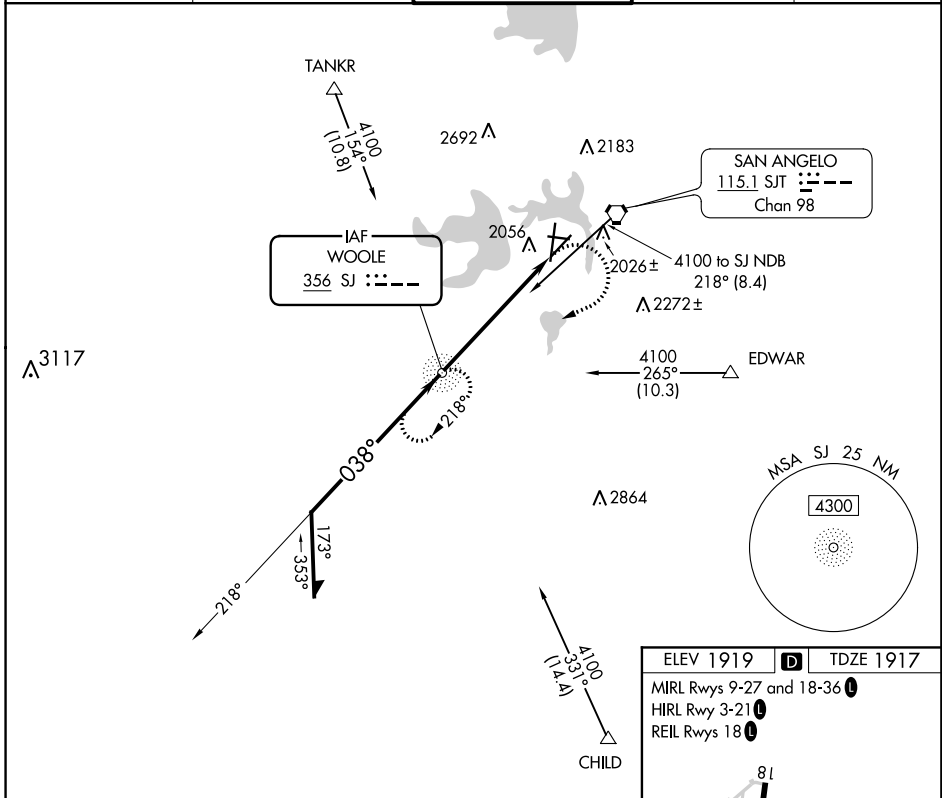 TANKR
4100
154°
(10.8)
2692
2183
SAN ANGELO
115.1 SJT
Chan 98
IAF
WOOLE
356 SJ
2056
2026±
4100 to SJ NDB
218° (8.4)
2272±
3117
4100
265°
(10.3)
EDWAR
218°
038°
2864
MSA SJ 25 NM
4300
173°
353°
218°
4100
331°
(14.4)
CHILD
ELEV 1919 D TDZE 1917
MIRL Rwys 9-27 and 18-36 L
HIRL Rwy 3-21 L
REIL Rwys 18 L
18